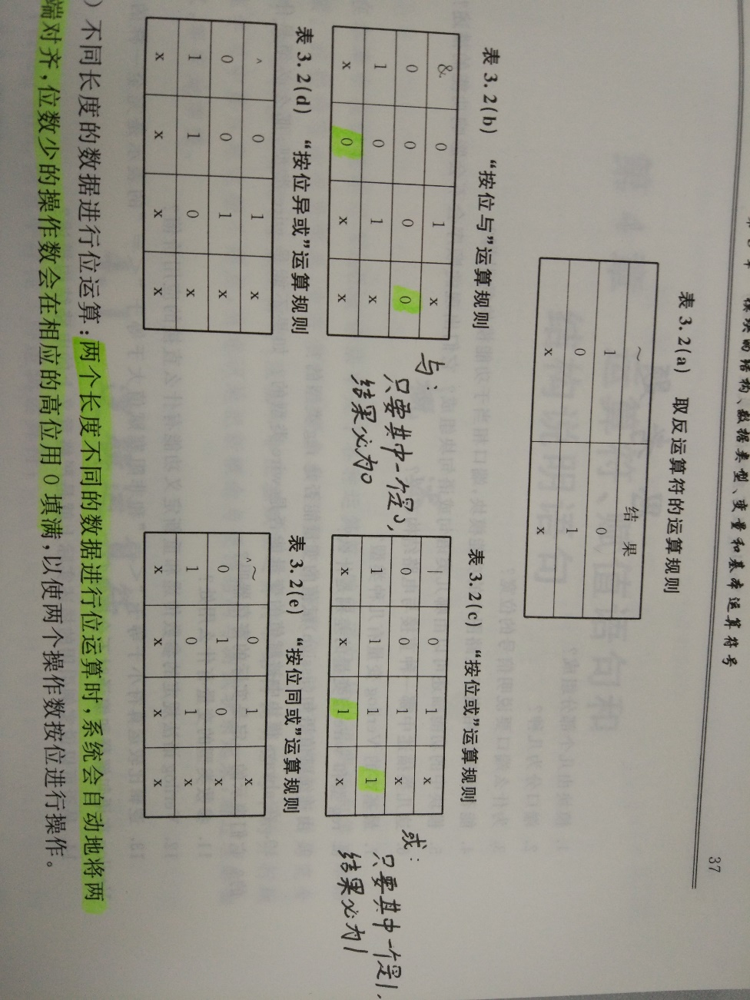 模块的结构、数据类型、变量和基本运算符号
37
表 3.2(a) 取反运算符的运算规则
～ 结果
1 0
0 1
x x
表 3.2(b) “按位与”运算规则
& 0 1 x
0 0 0 0
1 0 1 x
x 0 x x
与:
只要其中一个是0,
结果必为0
表 3.2(c) “按位或”运算规则
| 0 1 x
0 0 1 x
1 1 1 1
x x 1 x
或:
只要其中一个是1,
结果必为1
表 3.2(d) “按位异或”运算规则
^ 0 1 x
0 0 1 x
1 1 0 x
x x x x
表 3.2(e) “按位同或”运算规则
^～ 0 1 x
0 1 0 x
1 0 1 x
x x x x
）不同长度的数据进行位运算：两个长度不同的数据进行位运算时，系统会自动地将两
端对齐，位数少的操作数会在相应的高位用 0 填满，以使两个操作数按位进行操作。